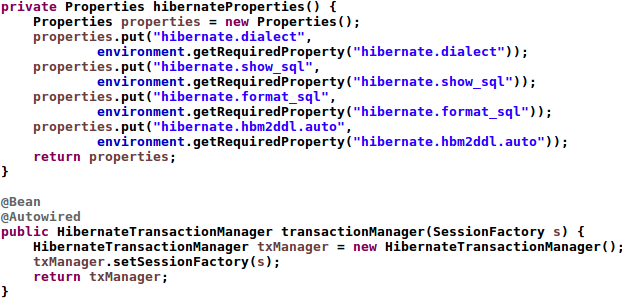 private Properties hibernateProperties() {
    Properties properties = new Properties();
    properties.put("hibernate.dialect",
            environment.getRequiredProperty("hibernate.dialect"));
    properties.put("hibernate.show_sql",
            environment.getRequiredProperty("hibernate.show_sql"));
    properties.put("hibernate.format_sql",
            environment.getRequiredProperty("hibernate.format_sql"));
    properties.put("hibernate.hbm2ddl.auto",
            environment.getRequiredProperty("hibernate.hbm2ddl.auto"));
    return properties;
}
@Bean
@Autowired
public HibernateTransactionManager transactionManager(SessionFactory s) {
    HibernateTransactionManager txManager = new HibernateTransactionManager();
    txManager.setSessionFactory(s);
    return txManager;
}